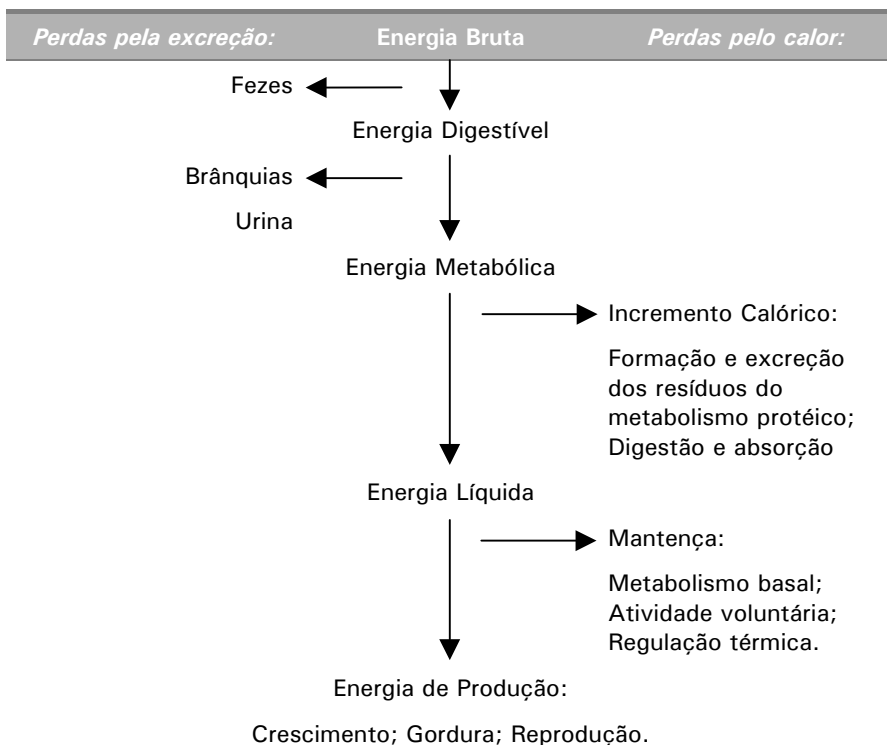 Perdas pela excreção: Energia Bruta Perdas pelo calor:
Fezes
Energia Digestível
Brânquias
Urina
Energia Metabólica
Incremento Calórico:
Formação e excreção
dos resíduos do
metabolismo protéico;
Digestão e absorção
Energia Líquida
Mantença:
Metabolismo basal;
Atividade voluntária;
Regulação térmica.
Energia de Produção:
Crescimento; Gordura; Reprodução.